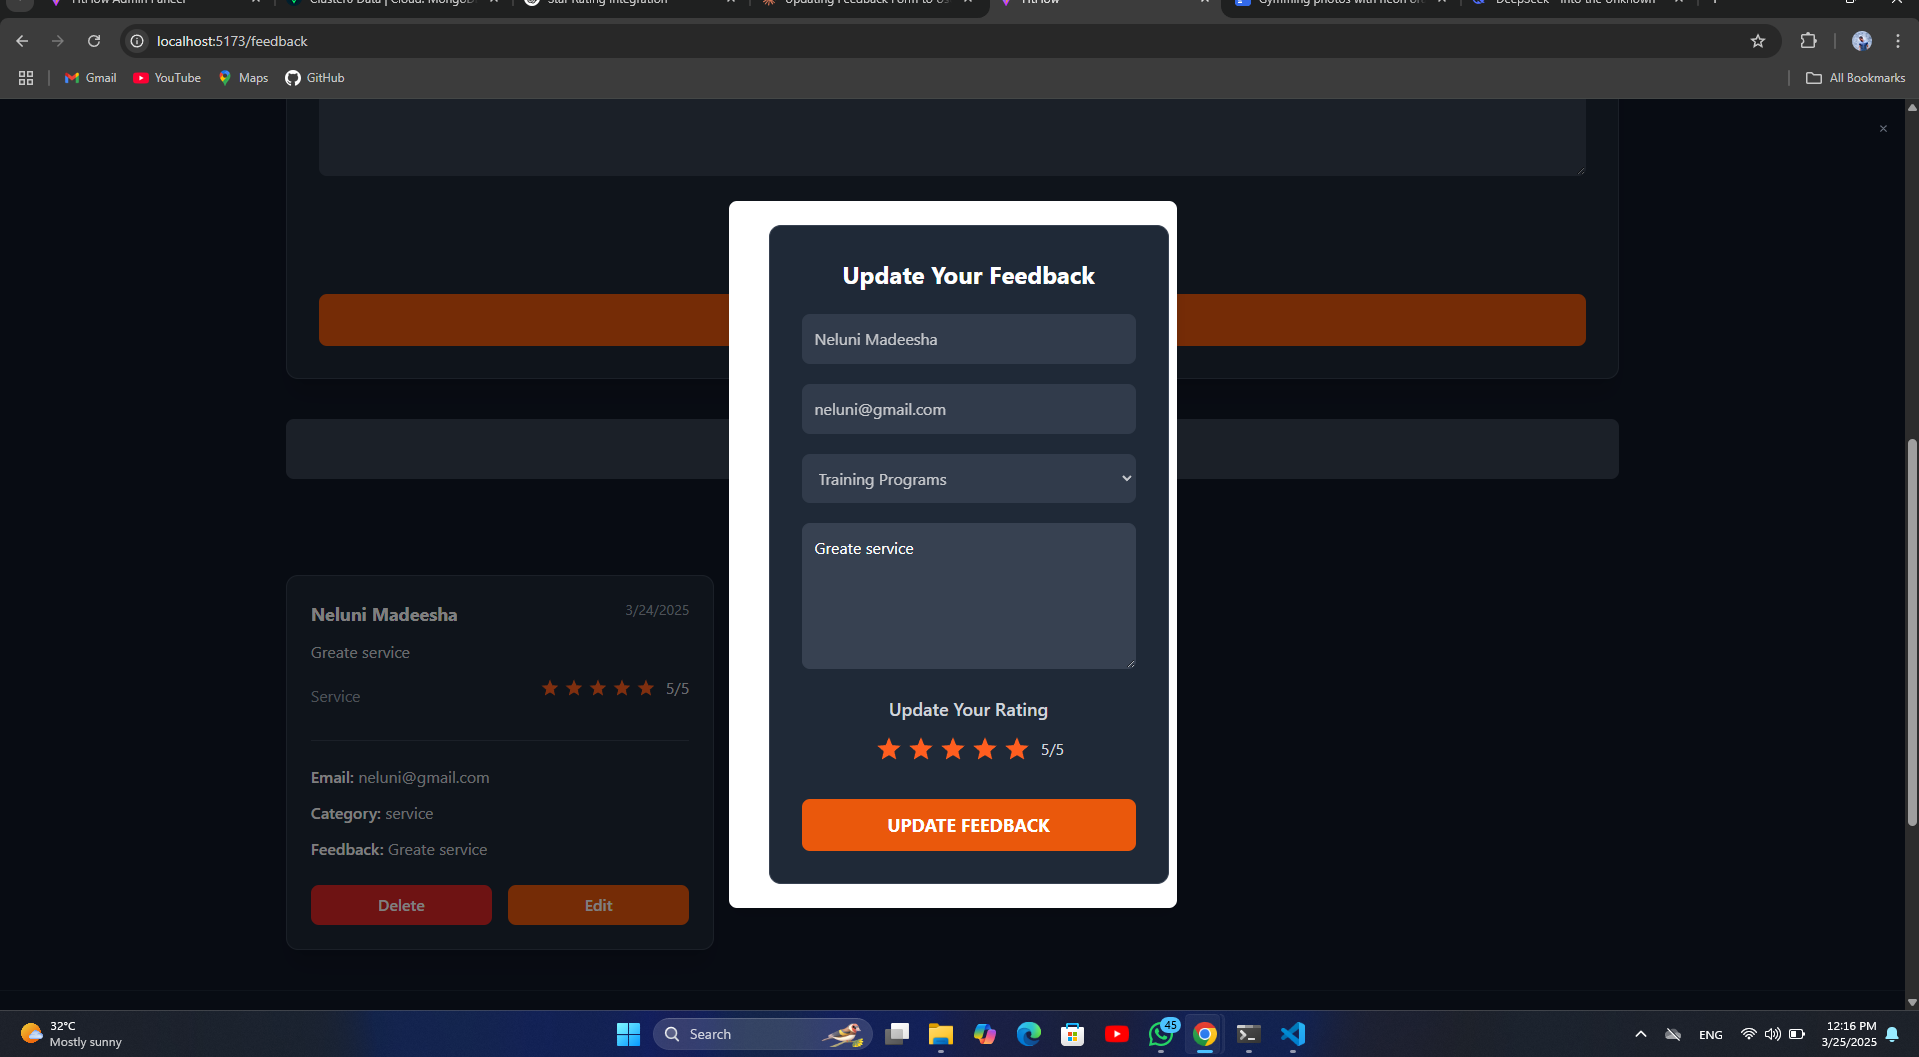 localhost:5173/feedback
Gmail
YouTube
Maps
GitHub
All Bookmarks
Update Your Feedback
Neluni Madeesha
neluni@gmail.com
Training Programs
Greate service
Update Your Rating
5/5
UPDATE FEEDBACK
Neluni Madeesha
3/24/2025
Greate service
Service
5/5
Email: neluni@gmail.com
Category: service
Feedback: Greate service
Delete
Edit
32°C
Mostly sunny
Search
45
ENG
12:16 PM
3/25/2025